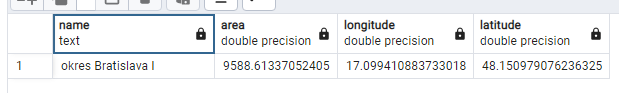 name area longitude latitude
text double precision double precision double precision
1 okres Bratislava I 9588.61337052405 17.099410883733018 48.150979076236325